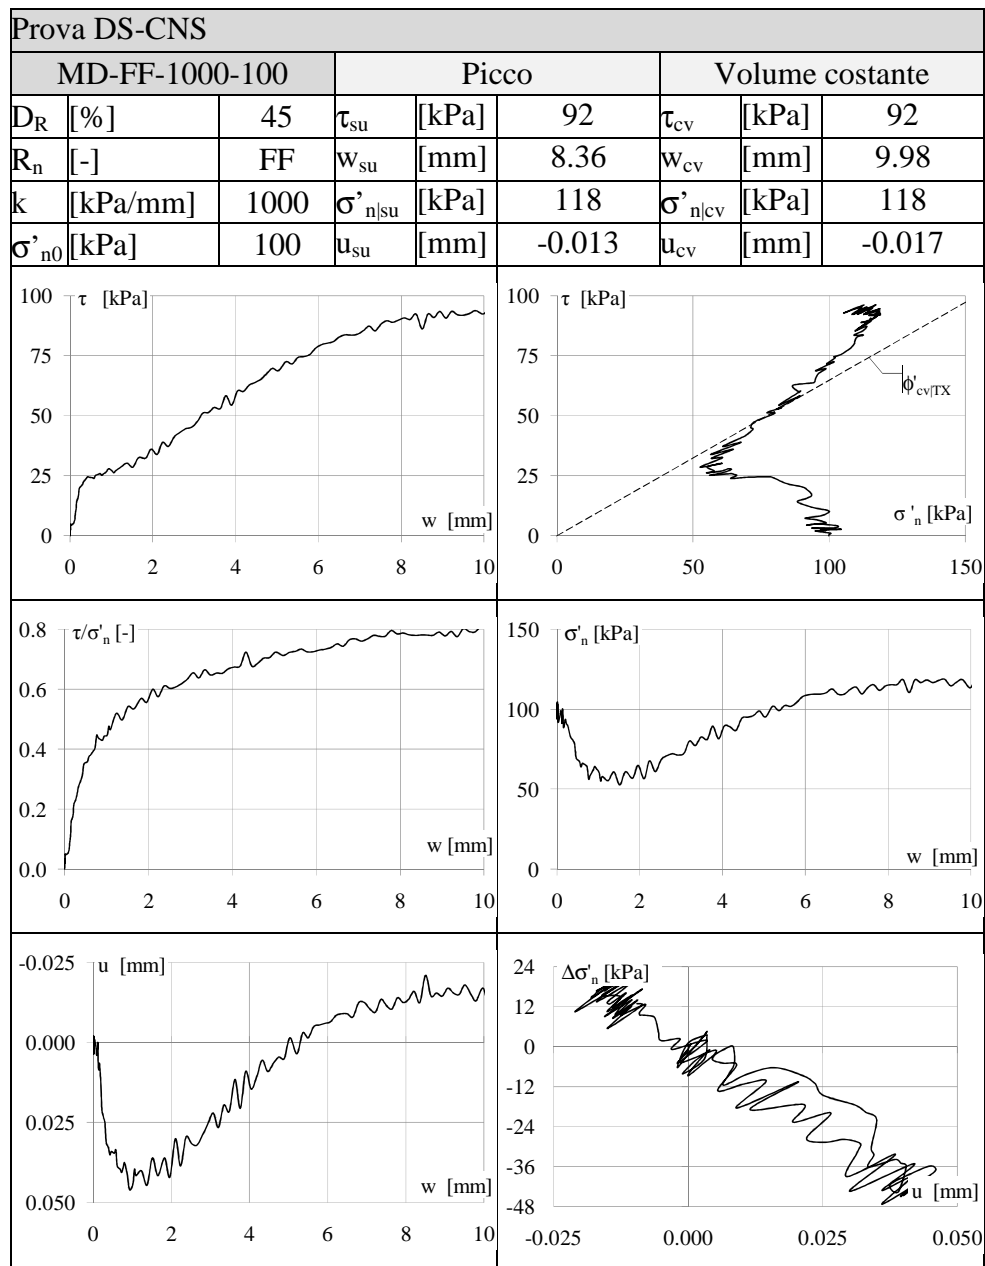 Prova DS-CNS
MD-FF-1000-100 Picco Volume costante
D_R [%] 45 τ_su [kPa] 92 τ_cv [kPa] 92
R_n [-] FF w_su [mm] 8.36 w_cv [mm] 9.98
k [kPa/mm] 1000 σ’_n|su [kPa] 118 σ’_n|cv [kPa] 118
σ’_n0 [kPa] 100 u_su [mm] -0.013 u_cv [mm] -0.017
τ [kPa]
100
75
50
25
0
w [mm]
0 2 4 6 8 10
τ [kPa]
100
75
50
25
0
ϕ'_cv|TX
σ '_n [kPa]
0 50 100 150
τ/σ'_n [-]
0.8
0.6
0.4
0.2
0.0
w [mm]
0 2 4 6 8 10
σ'_n [kPa]
150
100
50
0
w [mm]
0 2 4 6 8 10
u [mm]
-0.025
0.000
0.025
0.050
w [mm]
0 2 4 6 8 10
Δσ'_n [kPa]
24
12
0
-12
-24
-36
-48
u [mm]
-0.025 0.000 0.025 0.050